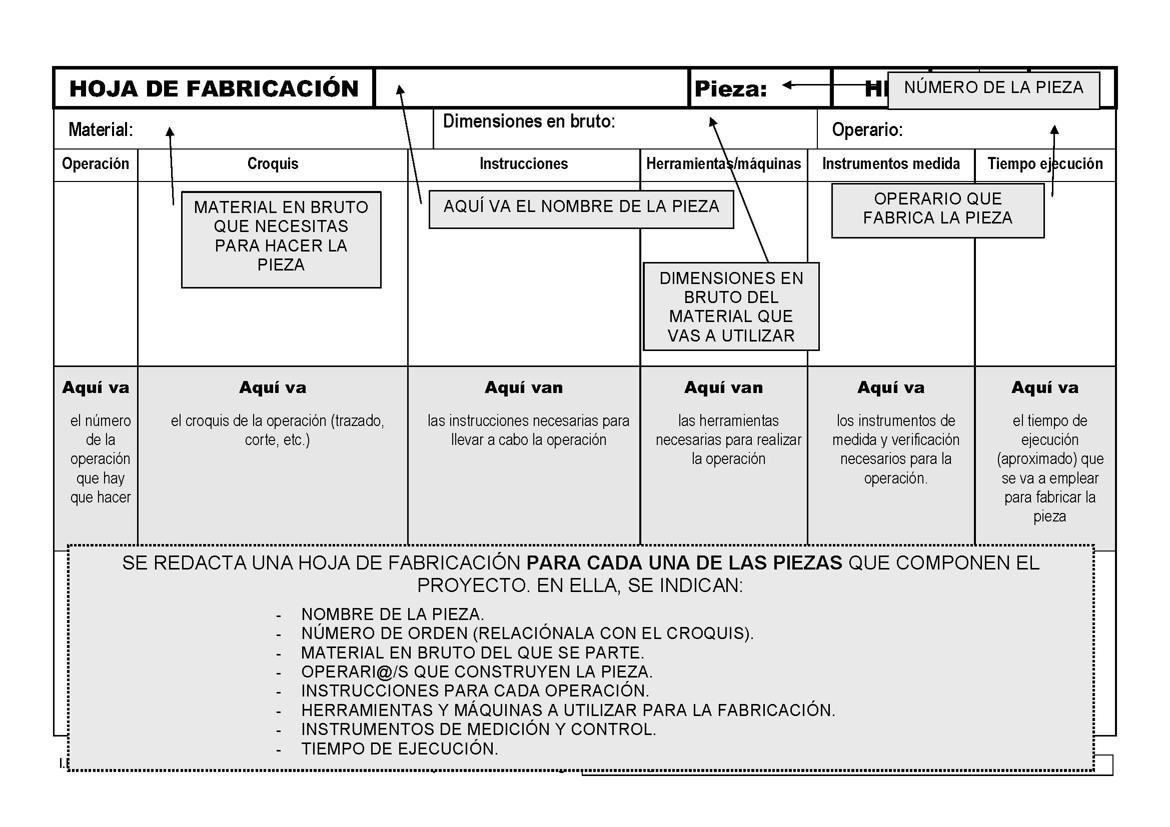 HOJA DE FABRICACIÓN
Pieza:
NÚMERO DE LA PIEZA
Material:
Dimensiones en bruto:
Operario:
Operación
Croquis
Instrucciones
Herramientas/máquinas
Instrumentos medida
Tiempo ejecución
MATERIAL EN BRUTO
QUE NECESITAS
PARA HACER LA
PIEZA
AQUÍ VA EL NOMBRE DE LA PIEZA
OPERARIO QUE
FABRICA LA PIEZA
DIMENSIONES EN
BRUTO DEL
MATERIAL QUE
VAS A UTILIZAR
Aquí va
el número
de la
operación
que hay
que hacer
Aquí va
el croquis de la operación (trazado,
corte, etc.)
Aquí van
las instrucciones necesarias para
llevar a cabo la operación
Aquí van
las herramientas
necesarias para realizar
la operación
Aquí va
los instrumentos de
medida y verificación
necesarios para la
operación.
Aquí va
el tiempo de
ejecución
(aproximado) que
se va a emplear
para fabricar la
pieza
SE REDACTA UNA HOJA DE FABRICACIÓN PARA CADA UNA DE LAS PIEZAS QUE COMPONEN EL
PROYECTO. EN ELLA, SE INDICAN:
- NOMBRE DE LA PIEZA.
- NÚMERO DE ORDEN (RELACIÓNALA CON EL CROQUIS).
- MATERIAL EN BRUTO DEL QUE SE PARTE.
- OPERARI@/S QUE CONSTRUYEN LA PIEZA.
- INSTRUCCIONES PARA CADA OPERACIÓN.
- HERRAMIENTAS Y MÁQUINAS A UTILIZAR PARA LA FABRICACIÓN.
- INSTRUMENTOS DE MEDICIÓN Y CONTROL.
- TIEMPO DE EJECUCIÓN.